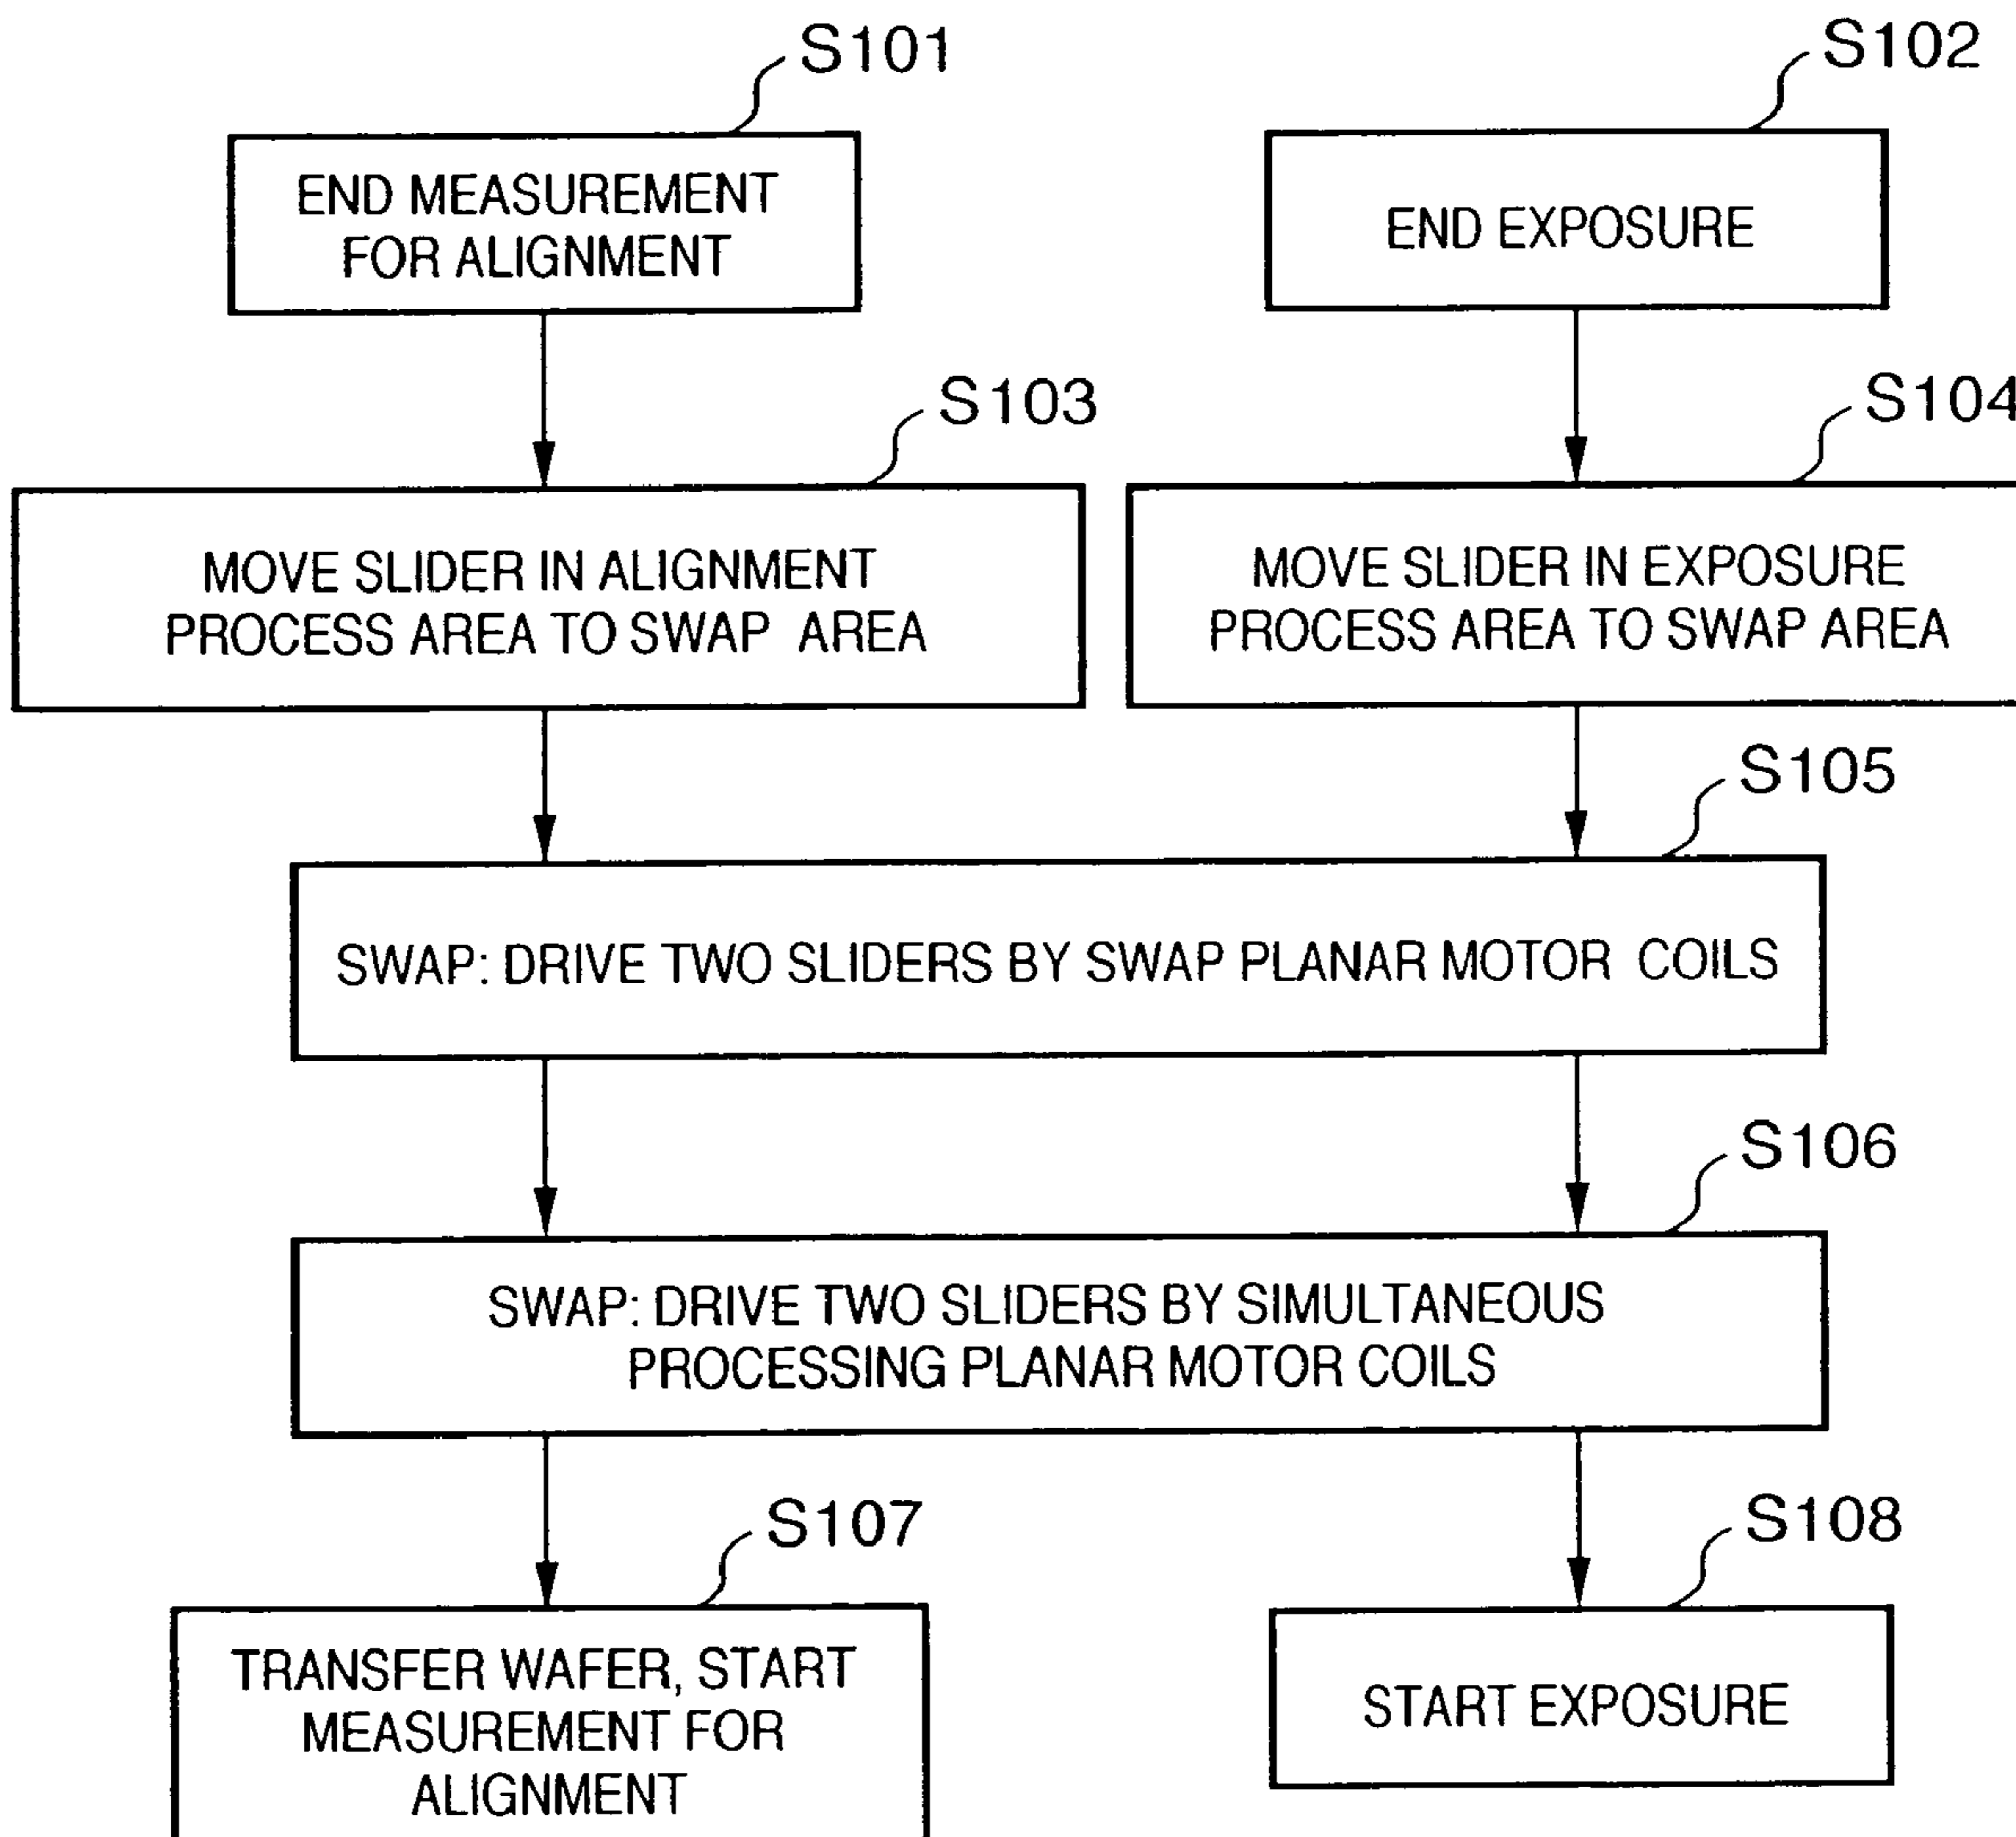 S101
END MEASUREMENT
FOR ALIGNMENT
S102
END EXPOSURE
S103
MOVE SLIDER IN ALIGNMENT
PROCESS AREA TO SWAP AREA
S104
MOVE SLIDER IN EXPOSURE
PROCESS AREA TO SWAP AREA
S105
SWAP: DRIVE TWO SLIDERS BY SWAP PLANAR MOTOR COILS
S106
SWAP: DRIVE TWO SLIDERS BY SIMULTANEOUS
PROCESSING PLANAR MOTOR COILS
S107
TRANSFER WAFER, START
MEASUREMENT FOR
ALIGNMENT
S108
START EXPOSURE